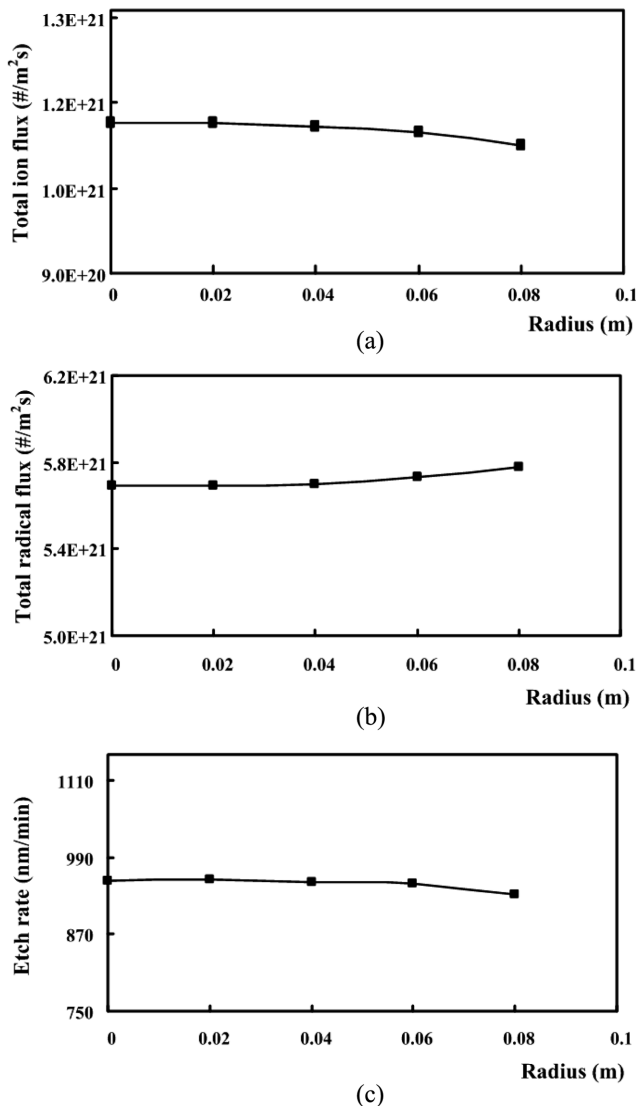 Total ion flux (#/m²s)
1.3E+21
1.2E+21
1.0E+21
9.0E+20
0 0.02 0.04 0.06 0.08 0.1
Radius (m)
(a)
Total radical flux (#/m²s)
6.2E+21
5.8E+21
5.4E+21
5.0E+21
0 0.02 0.04 0.06 0.08 0.1
Radius (m)
(b)
Etch rate (nm/min)
1110
990
870
750
0 0.02 0.04 0.06 0.08 0.1
Radius (m)
(c)